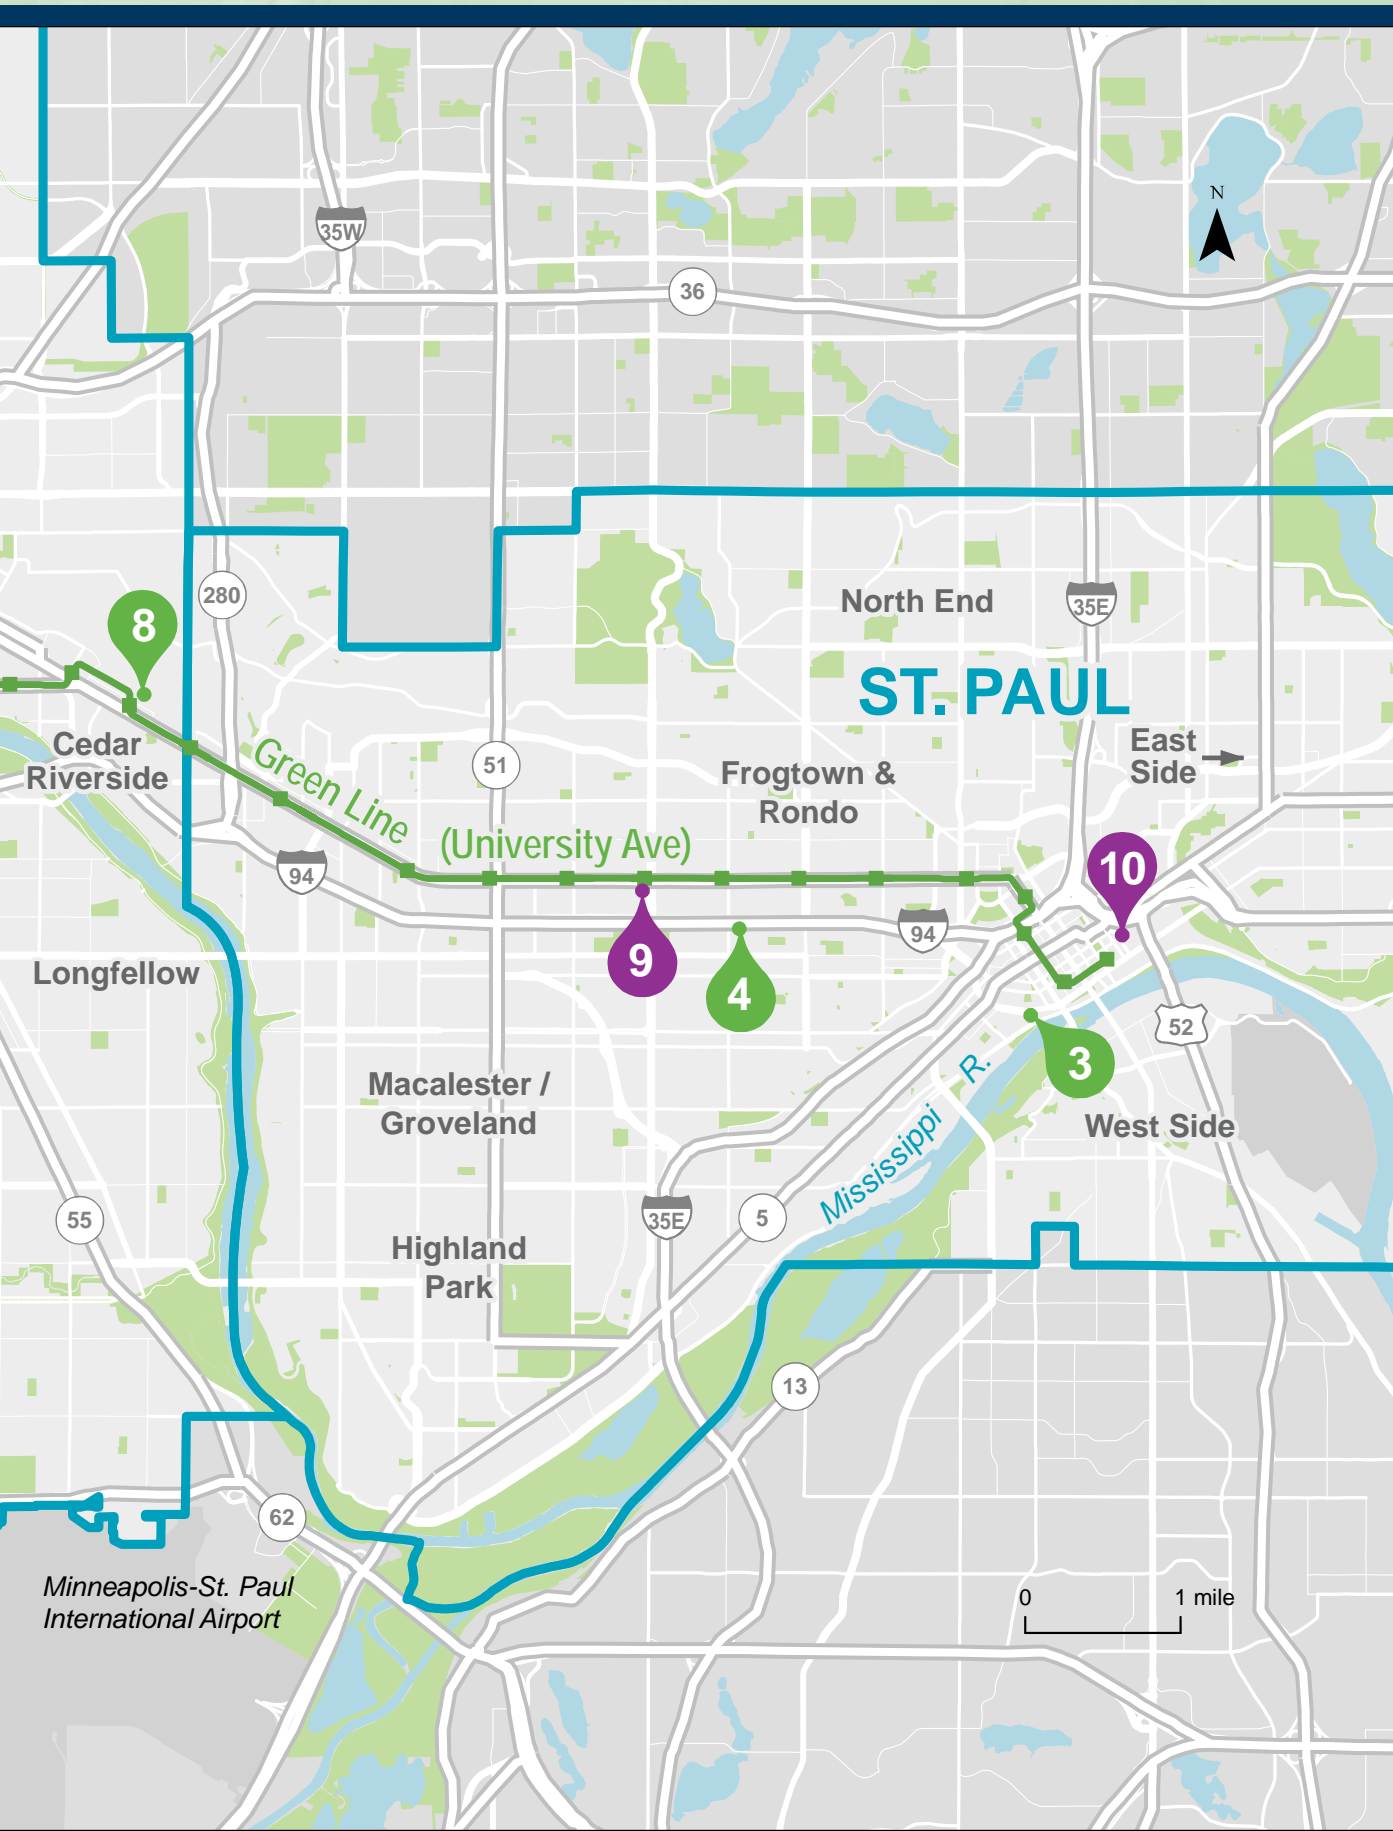 N
35W
36
280
8
North End
35E
ST. PAUL
Cedar
Riverside
Green Line
(University Ave)
51
Frogtown &
Rondo
East
Side
94
10
9
4
94
Longfellow
52
3
Macalester /
Groveland
Mississippi R.
West Side
55
35E
5
Highland
Park
13
62
Minneapolis-St. Paul
International Airport
0 1 mile